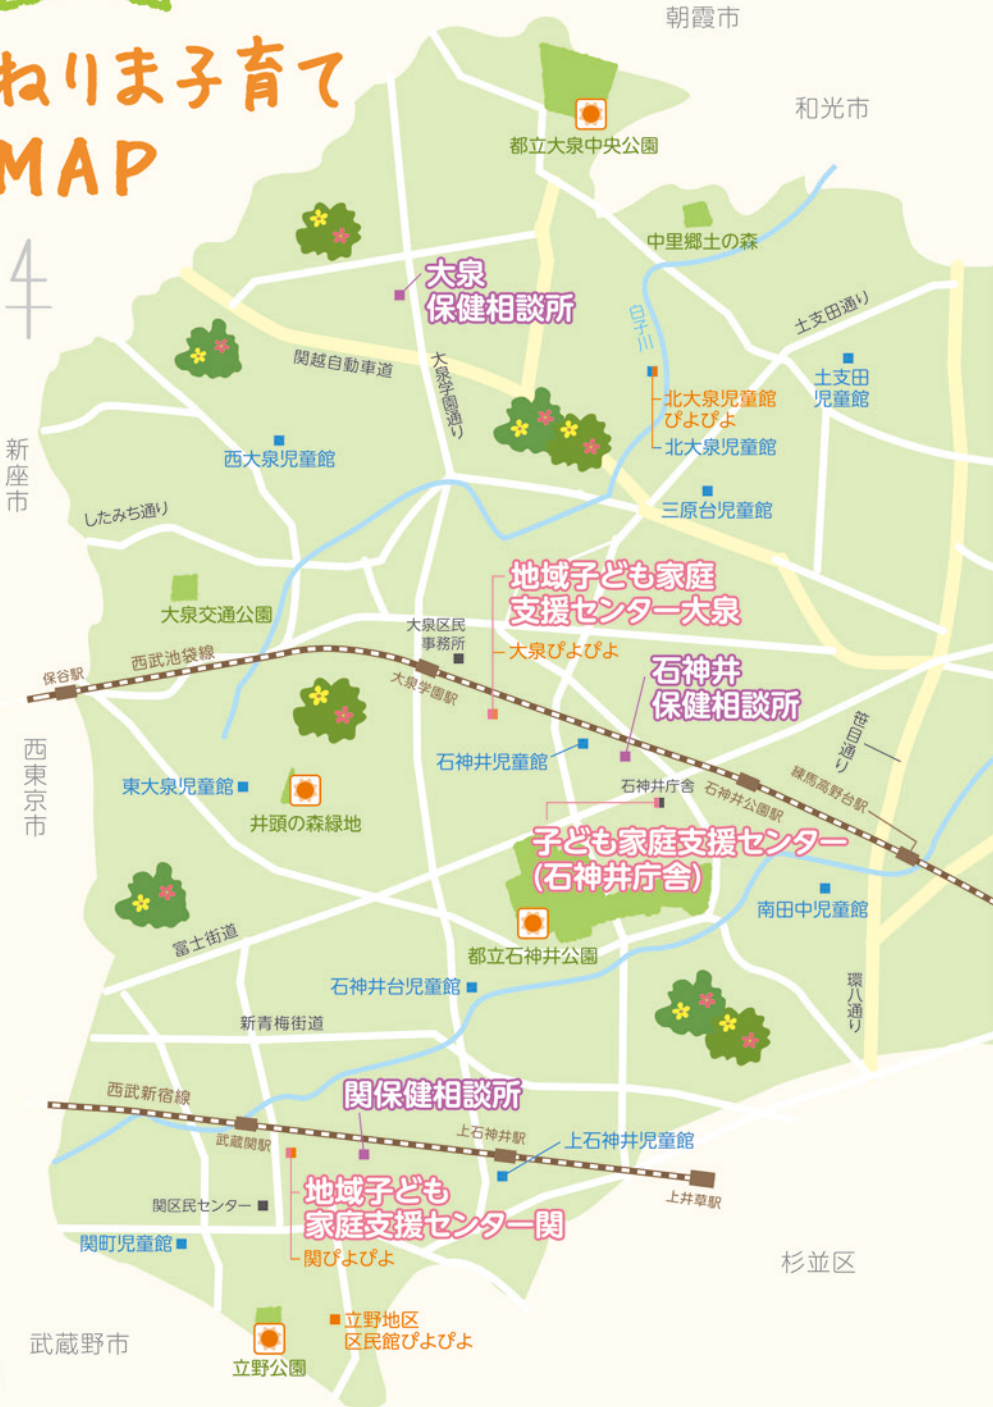 朝霞市
ねりま子育て
MAP
和光市
都立大泉中央公園
中里郷土の森
大泉
保健相談所
白子川
土支田通り
関越自動車道
大泉学園通り
土支田
児童館
北大泉児童館
ぴよぴよ
北大泉児童館
新座市
西大泉児童館
三原台児童館
したみち通り
地域子ども家庭
支援センター大泉
大泉ぴよぴよ
大泉交通公園
大泉区民
事務所
西武池袋線
保谷駅
大泉学園駅
石神井
保健相談所
笹目通り
西東京市
石神井児童館
東大泉児童館
石神井庁舎
石神井公園駅
練馬高野台駅
井頭の森緑地
子ども家庭支援センター
(石神井庁舎)
南田中児童館
富士街道
都立石神井公園
石神井台児童館
環八通り
新青梅街道
西武新宿線
関保健相談所
武蔵関駅
上石神井駅
上石神井児童館
地域子ども
家庭支援センター関
上井草駅
関区民センター
関町児童館
関ぴよぴよ
杉並区
立野地区
区民館ぴよぴよ
武蔵野市
立野公園